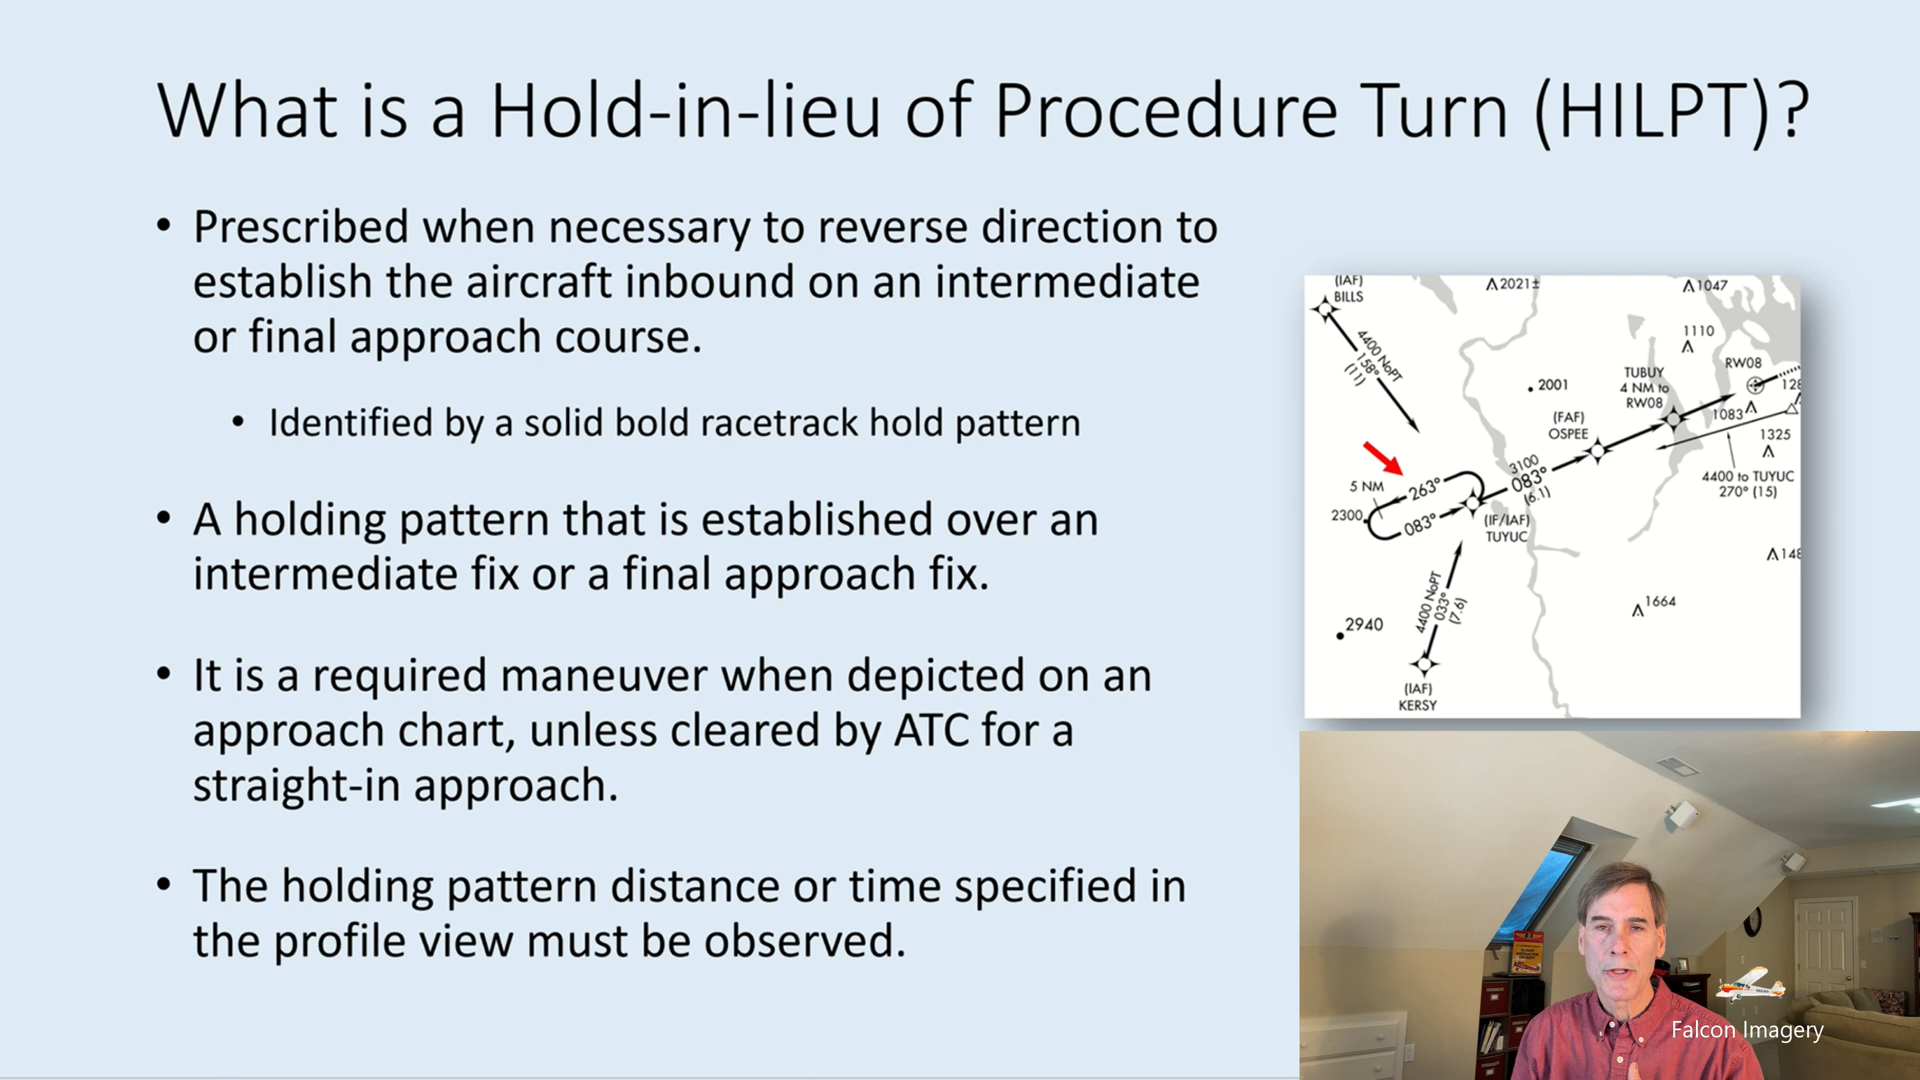 What is a Hold-in-lieu of Procedure Turn (HILPT)?
• Prescribed when necessary to reverse direction to
establish the aircraft inbound on an intermediate
or final approach course.
• Identified by a solid bold racetrack hold pattern
• A holding pattern that is established over an
intermediate fix or a final approach fix.
• It is a required maneuver when depicted on an
approach chart, unless cleared by ATC for a
straight-in approach.
• The holding pattern distance or time specified in
the profile view must be observed.
(IAF)
BILLS
2021±
1047
4400 NoPT
158°
(11)
1110
RW08
TUBUY
4 NM to
RW08
2001
128
1083
(FAF)
OSPEE
1325
3100
083°
(6.1)
4400 to TUYUC
270° (15)
5 NM
263°
2300
083°
(IF/IAF)
TUYUC
148
4400 NoPT
033°
(7.6)
1664
2940
(IAF)
KERSY
Falcon Imagery